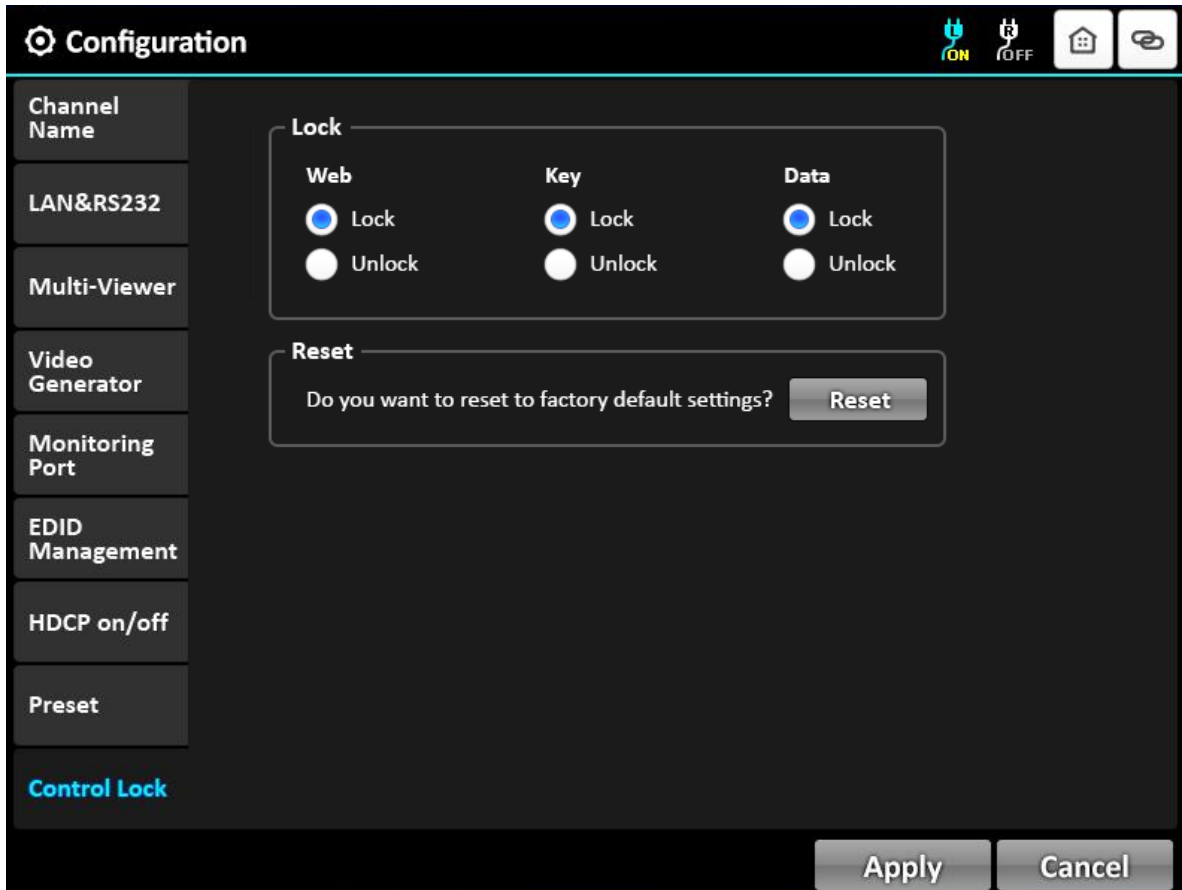 Configuration
L
ON
R
OFF
Channel
Name
LAN&RS232
Multi-Viewer
Video
Generator
Monitoring
Port
EDID
Management
HDCP on/off
Preset
Control Lock
Lock
Web Key Data
Lock Lock Lock
Unlock Unlock Unlock
Reset
Do you want to reset to factory default settings? Reset
Apply Cancel